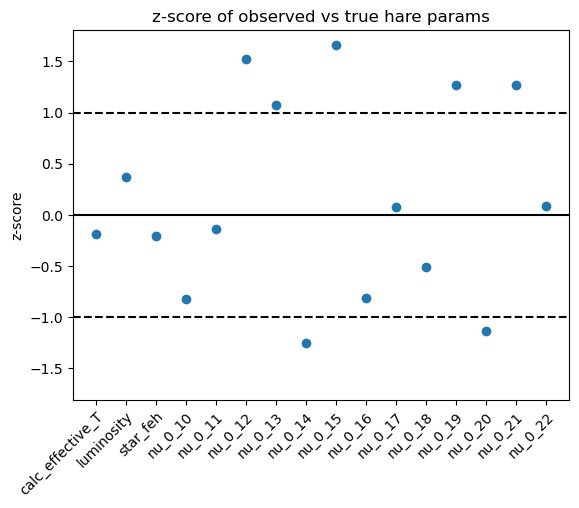 z-score of observed vs true hare params
z-score
1.5
1.0
0.5
0.0
−0.5
−1.0
−1.5
calc_effective_T
luminosity
star_feh
nu_0_10
nu_0_11
nu_0_12
nu_0_13
nu_0_14
nu_0_15
nu_0_16
nu_0_17
nu_0_18
nu_0_19
nu_0_20
nu_0_21
nu_0_22